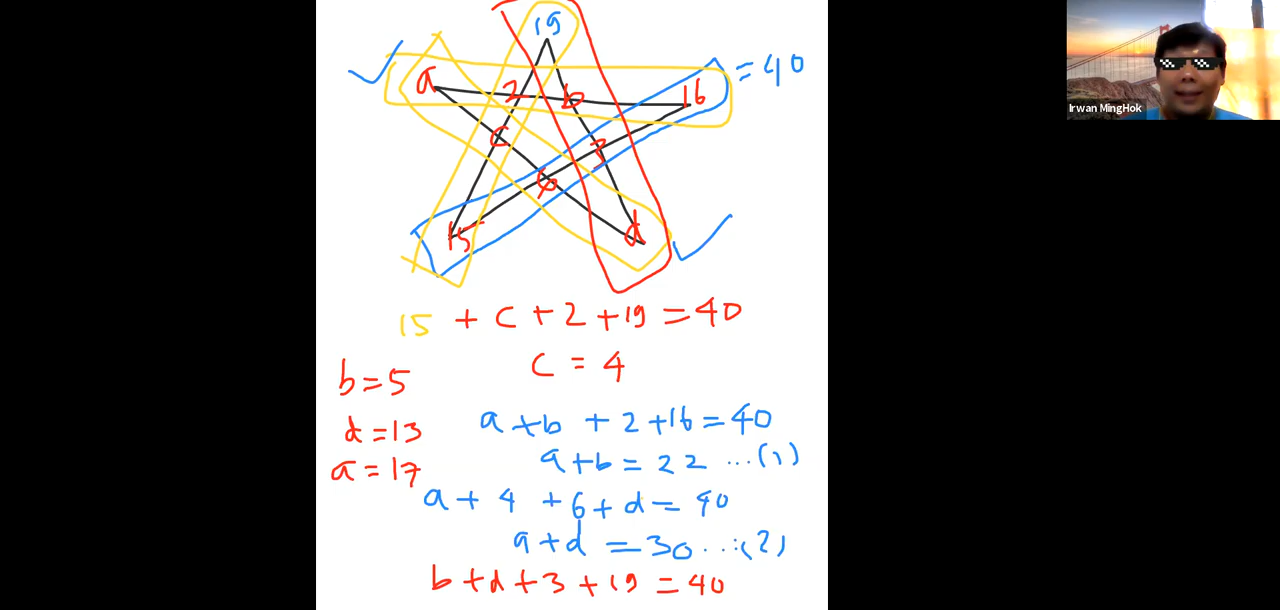 19
a 2 b 16 = 40
c 3
6
15 d
15 + c + 2 + 19 = 40
c = 4
b = 5
d = 13
a = 17
a + b + 2 + 16 = 40
a + b = 22 ...(1)
a + 4 + 6 + d = 40
a + d = 30 ...(2)
b + d + 3 + 19 = 40
Irwan MingHok